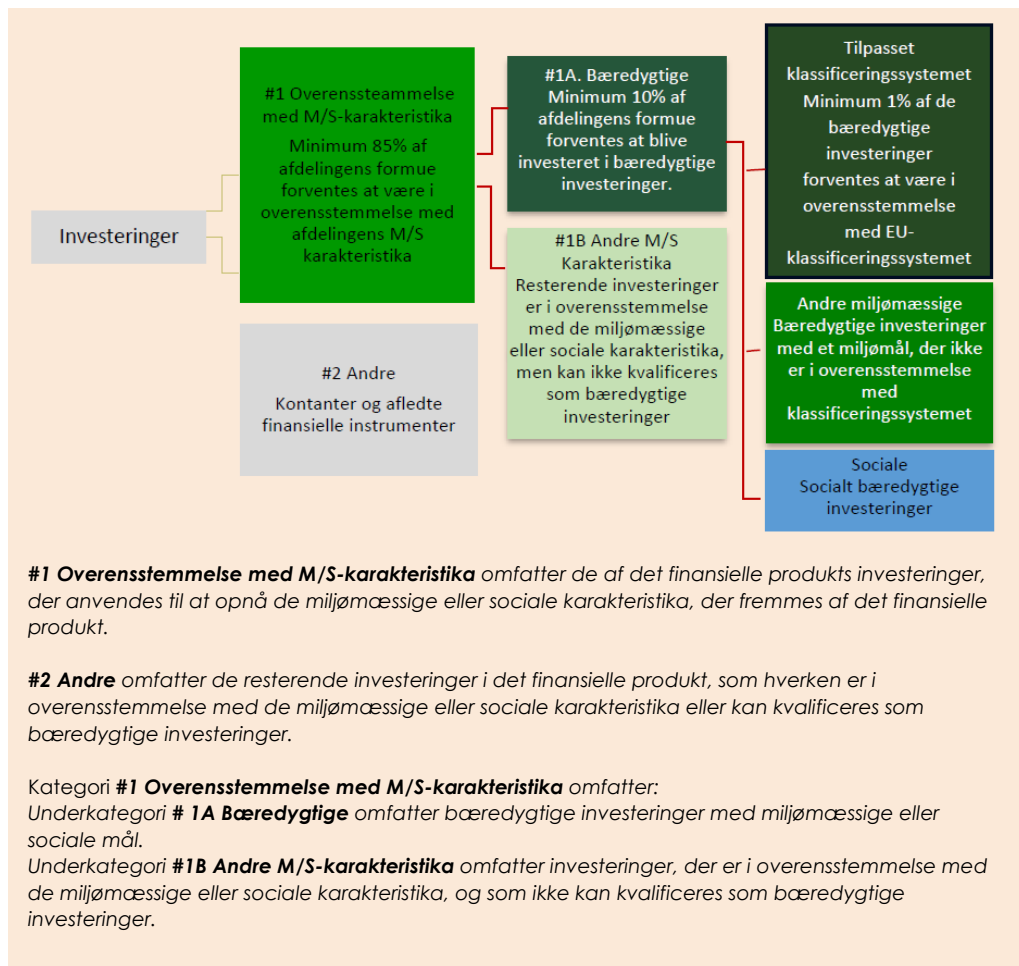 Investeringer
#1 Overenssteammelse
med M/S-karakteristika
Minimum 85% af
afdelingens formue
forventes at være i
overensstemmelse med
afdelingens M/S
karakteristika
#2 Andre
Kontanter og afledte
finansielle instrumenter
#1A. Bæredygtige
Minimum 10% af
afdelingens formue
forventes at blive
investeret i bæredygtige
investeringer.
#1B Andre M/S
Karakteristika
Resterende investeringer
er i overensstemmelse
med de miljømæssige
eller sociale karakteristika,
men kan ikke kvalificeres
som bæredygtige
investeringer
Tilpasset
klassificeringssystemet
Minimum 1% af de
bæredygtige
investeringer
forventes at være i
overensstemmelse
med EU-
klassificeringssystemet
Andre miljømæssige
Bæredygtige investeringer
med et miljømål, der ikke
er i overensstemmelse
med
klassificeringssystemet
Sociale
Socialt bæredygtige
investeringer
#1 Overensstemmelse med M/S-karakteristika omfatter de af det finansielle produkts investeringer,
der anvendes til at opnå de miljømæssige eller sociale karakteristika, der fremmes af det finansielle
produkt.
#2 Andre omfatter de resterende investeringer i det finansielle produkt, som hverken er i
overensstemmelse med de miljømæssige eller sociale karakteristika eller kan kvalificeres som
bæredygtige investeringer.
Kategori #1 Overensstemmelse med M/S-karakteristika omfatter:
Underkategori # 1A Bæredygtige omfatter bæredygtige investeringer med miljømæssige eller
sociale mål.
Underkategori #1B Andre M/S-karakteristika omfatter investeringer, der er i overensstemmelse med
de miljømæssige eller sociale karakteristika, og som ikke kan kvalificeres som bæredygtige
investeringer.